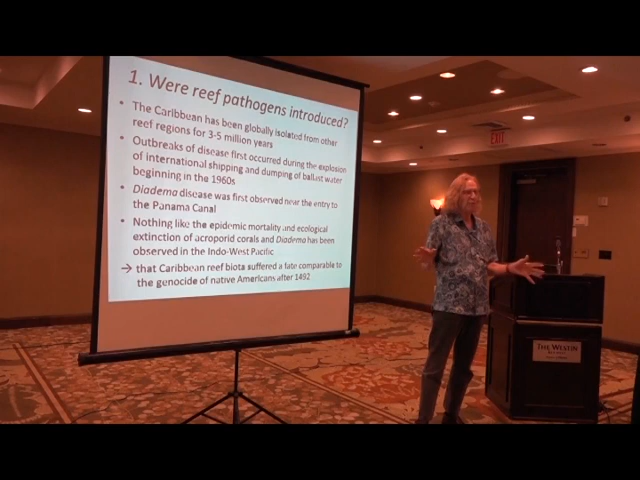 1. Were reef pathogens introduced?
• The Caribbean has been globally isolated from other
reef regions for 3-5 million years
• Outbreaks of disease first occurred during the explosion
of international shipping and dumping of ballast water
beginning in the 1960s
• Diadema disease was first observed near the entry to
the Panama Canal
• Nothing like the epidemic mortality and ecological
extinction of acroporid corals and Diadema has been
observed in the Indo-West Pacific
→ that Caribbean reef biota suffered a fate comparable to
the genocide of native Americans after 1492
EXIT
THE WESTIN